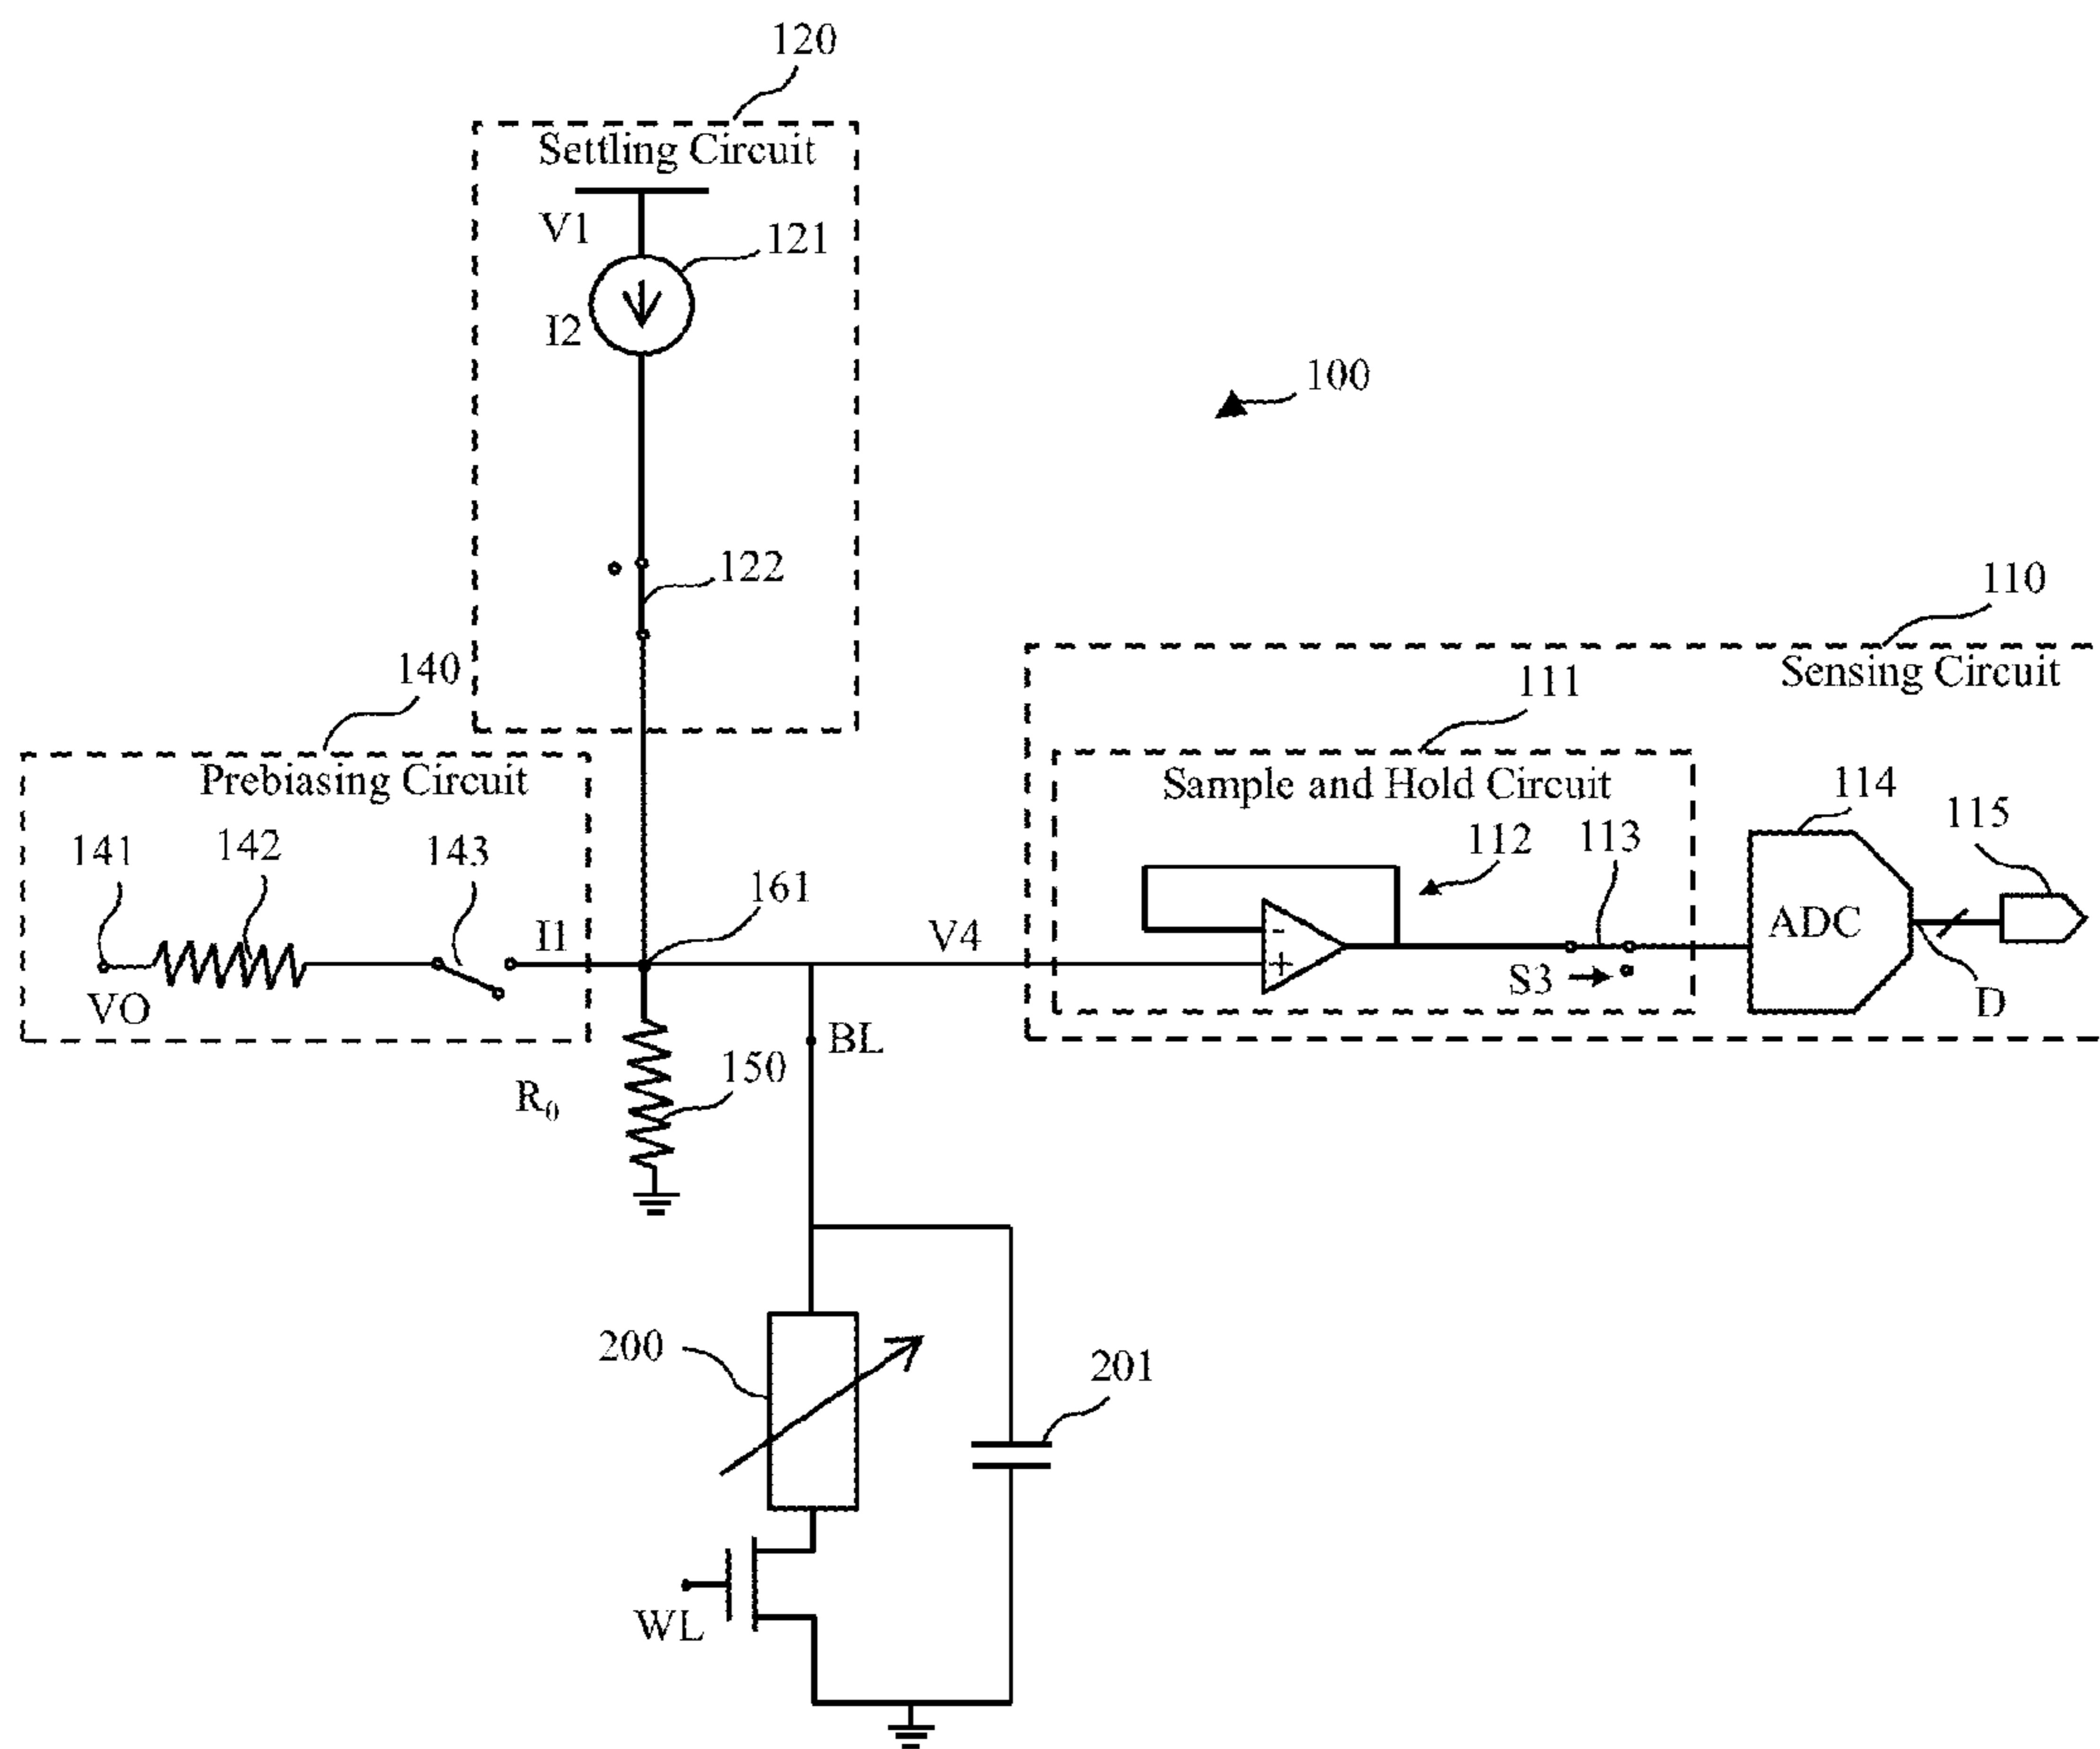 120
Settling Circuit
V1
121
I2
100
122
110
140
Sensing Circuit
111
Prebiasing Circuit
Sample and Hold Circuit
114
115
141
142
143
161
112
113
I1
V4
-
+
ADC
S3
VO
D
BL
150
R₀
200
201
WL